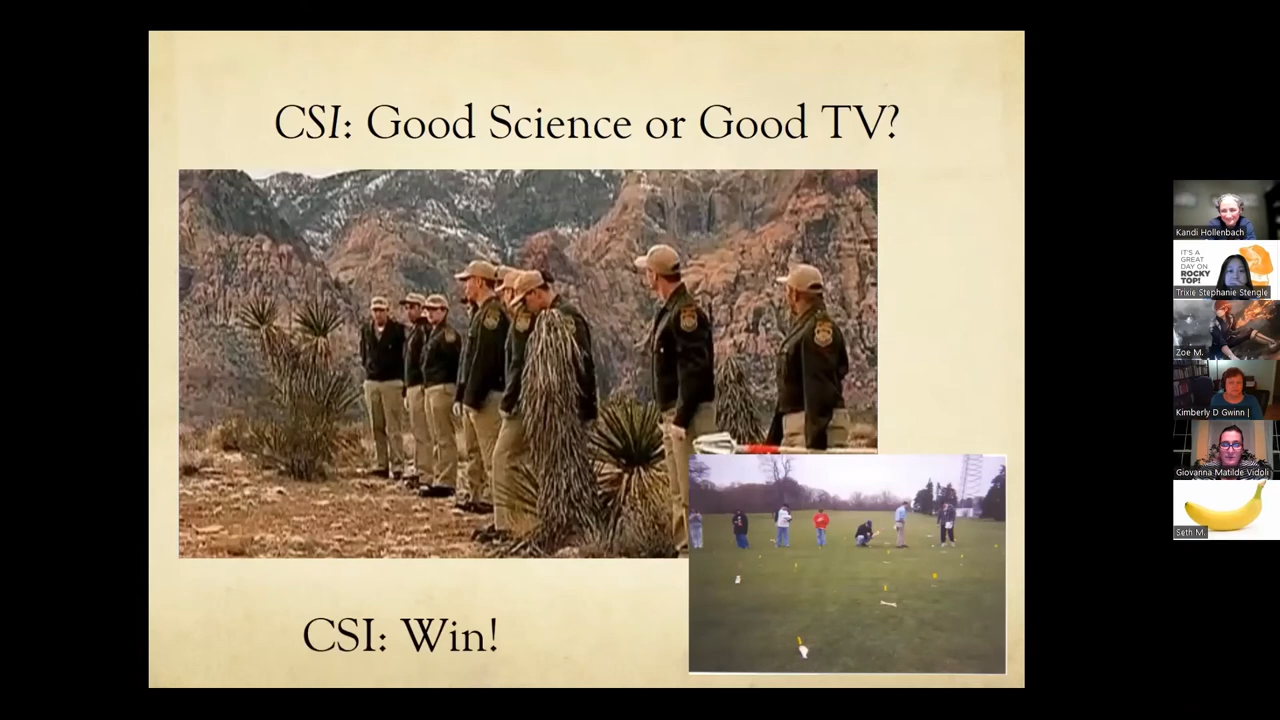 CSI: Good Science or Good TV?
CSI: Win!
Kandi Hollenbach
IT'S A
GREAT
DAY ON
ROCKY
TOP!
Trixie Stephanie Stengle
Zoe M.
Kimberly D Gwinn |
Giovanna Matilde Vidoli
Seth M.